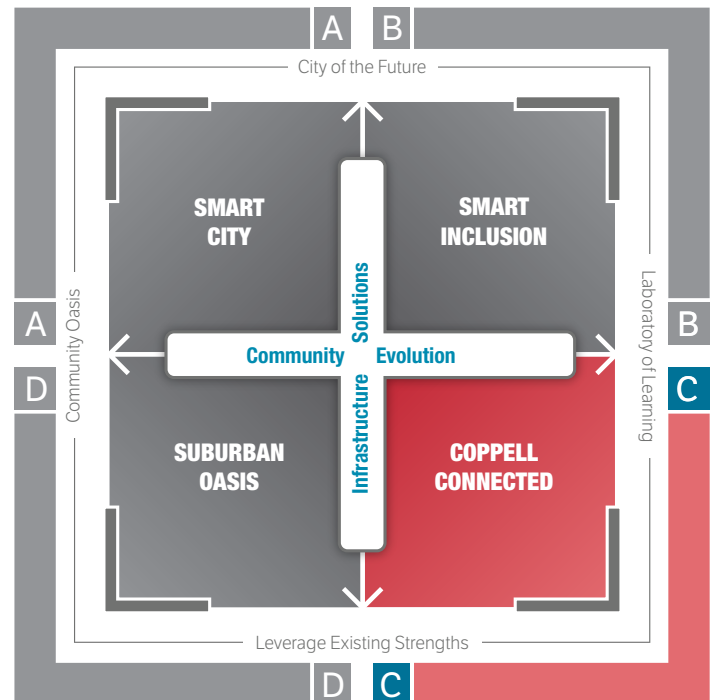 A B
City of the Future
SMART
CITY
SMART
INCLUSION
Solutions
A
Community Oasis
B
Laboratory of Learning
Community Evolution
D
C
Infrastructure
SUBURBAN
OASIS
COPPELL
CONNECTED
Leverage Existing Strengths
D C